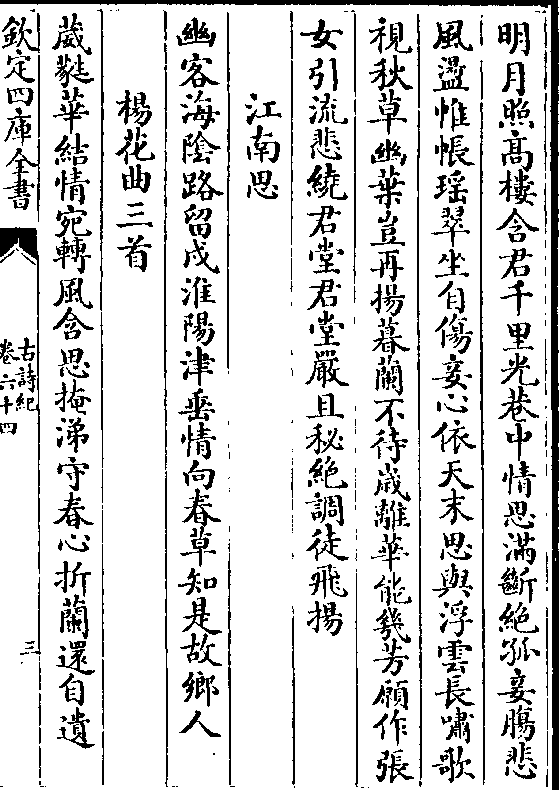 明月照髙樓含君千里光巷中情思滿斷絶孤妾膓悲
風盪帷帳瑶翠坐自傷妾心依天末思與浮雲長嘯歌
視秋草幽葉豈再揚暮蘭不待嵗離華能幾芳願作張
女引流悲繞君堂君堂嚴且秘絶調徒飛揚
江南思
幽客海隂路留戍淮陽津垂情向春草知是故鄉人
楊花曲三首
葳蕤華結情宛轉風含思掩涕守春心折蘭還自遺
欽定四庫全書
古詩紀
卷六十四
三